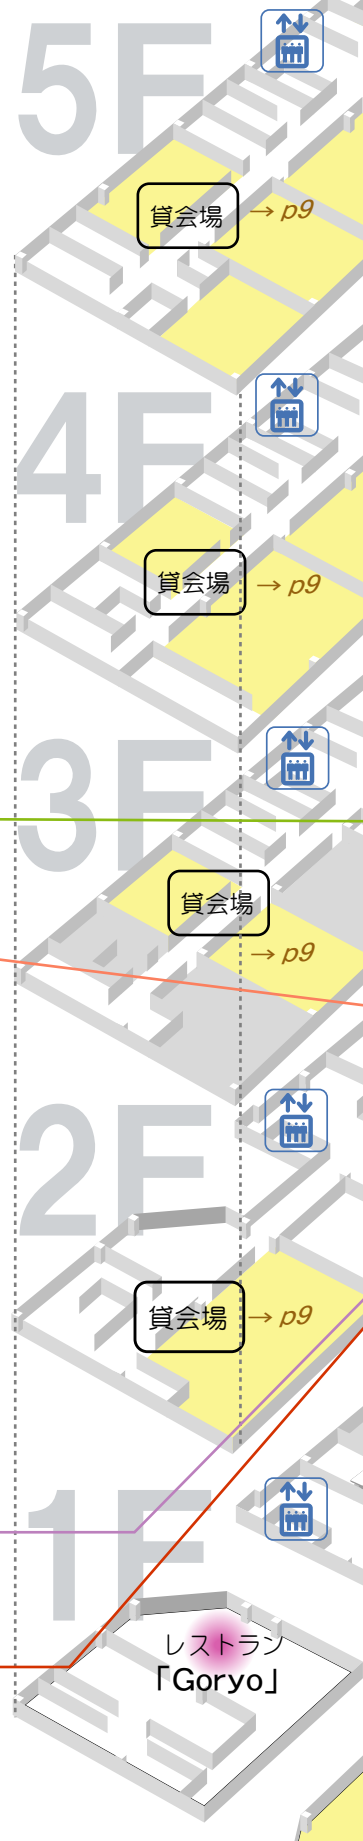 5F
貸会場
→ p9
4F
貸会場
→ p9
3F
貸会場
→ p9
2F
貸会場
→ p9
1F
レストラン
「Goryo」